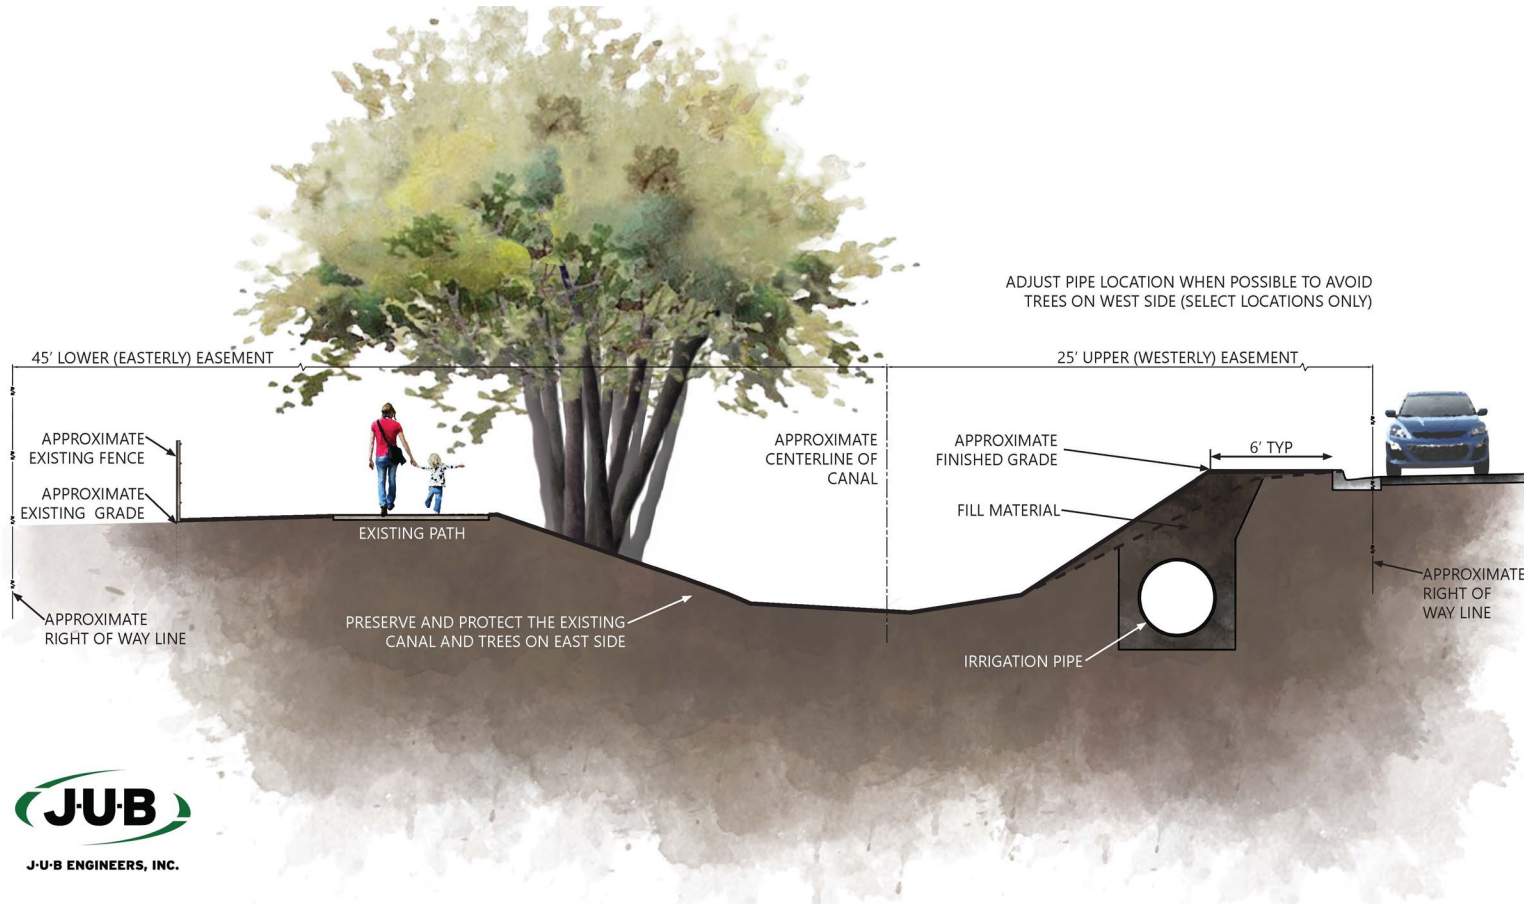 ADJUST PIPE LOCATION WHEN POSSIBLE TO AVOID
TREES ON WEST SIDE (SELECT LOCATIONS ONLY)
45' LOWER (EASTERLY) EASEMENT
25' UPPER (WESTERLY) EASEMENT
APPROXIMATE
EXISTING FENCE
APPROXIMATE
EXISTING GRADE
EXISTING PATH
APPROXIMATE
CENTERLINE OF
CANAL
APPROXIMATE
FINISHED GRADE
6' TYP
FILL MATERIAL
APPROXIMATE
RIGHT OF WAY LINE
PRESERVE AND PROTECT THE EXISTING
CANAL AND TREES ON EAST SIDE
IRRIGATION PIPE
APPROXIMATE
RIGHT OF
WAY LINE
J·U·B
J·U·B ENGINEERS, INC.